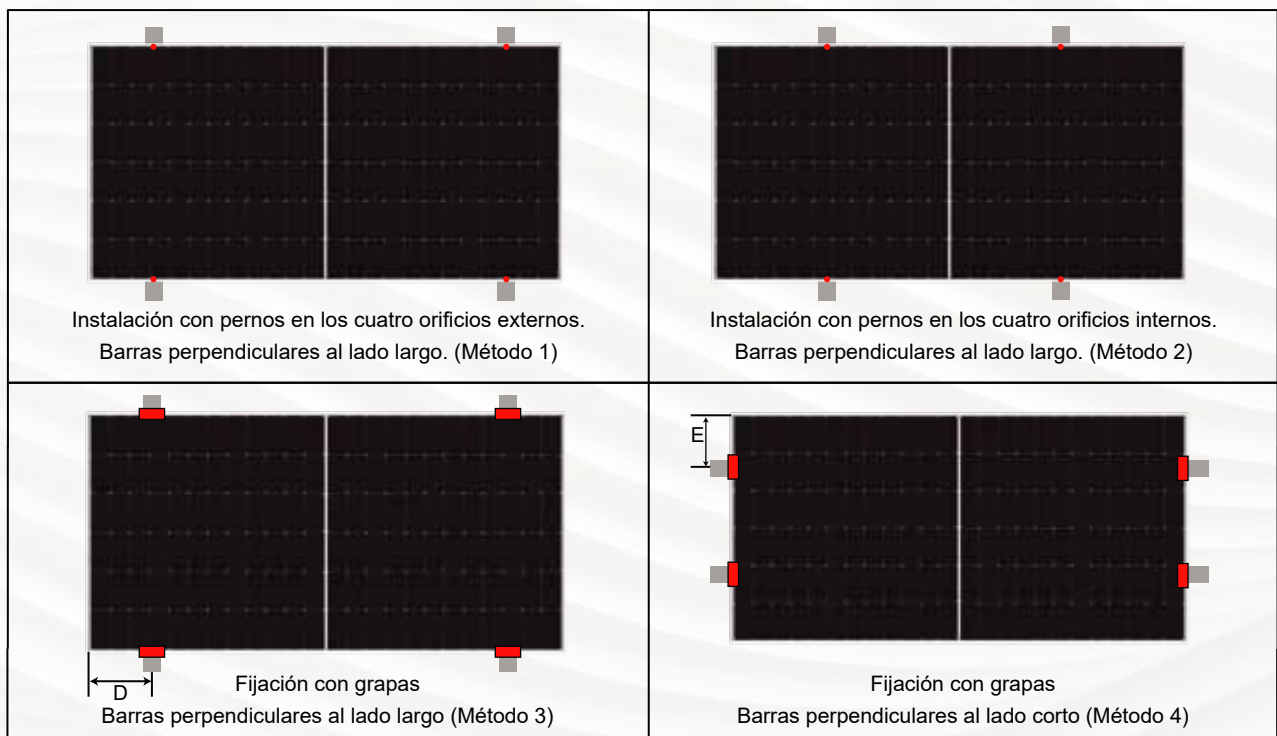 Instalación con pernos en los cuatro orificios externos.
Barras perpendiculares al lado largo. (Método 1)
Instalación con pernos en los cuatro orificios internos.
Barras perpendiculares al lado largo. (Método 2)
D
Fijación con grapas
Barras perpendiculares al lado largo (Método 3)
E
Fijación con grapas
Barras perpendiculares al lado corto (Método 4)